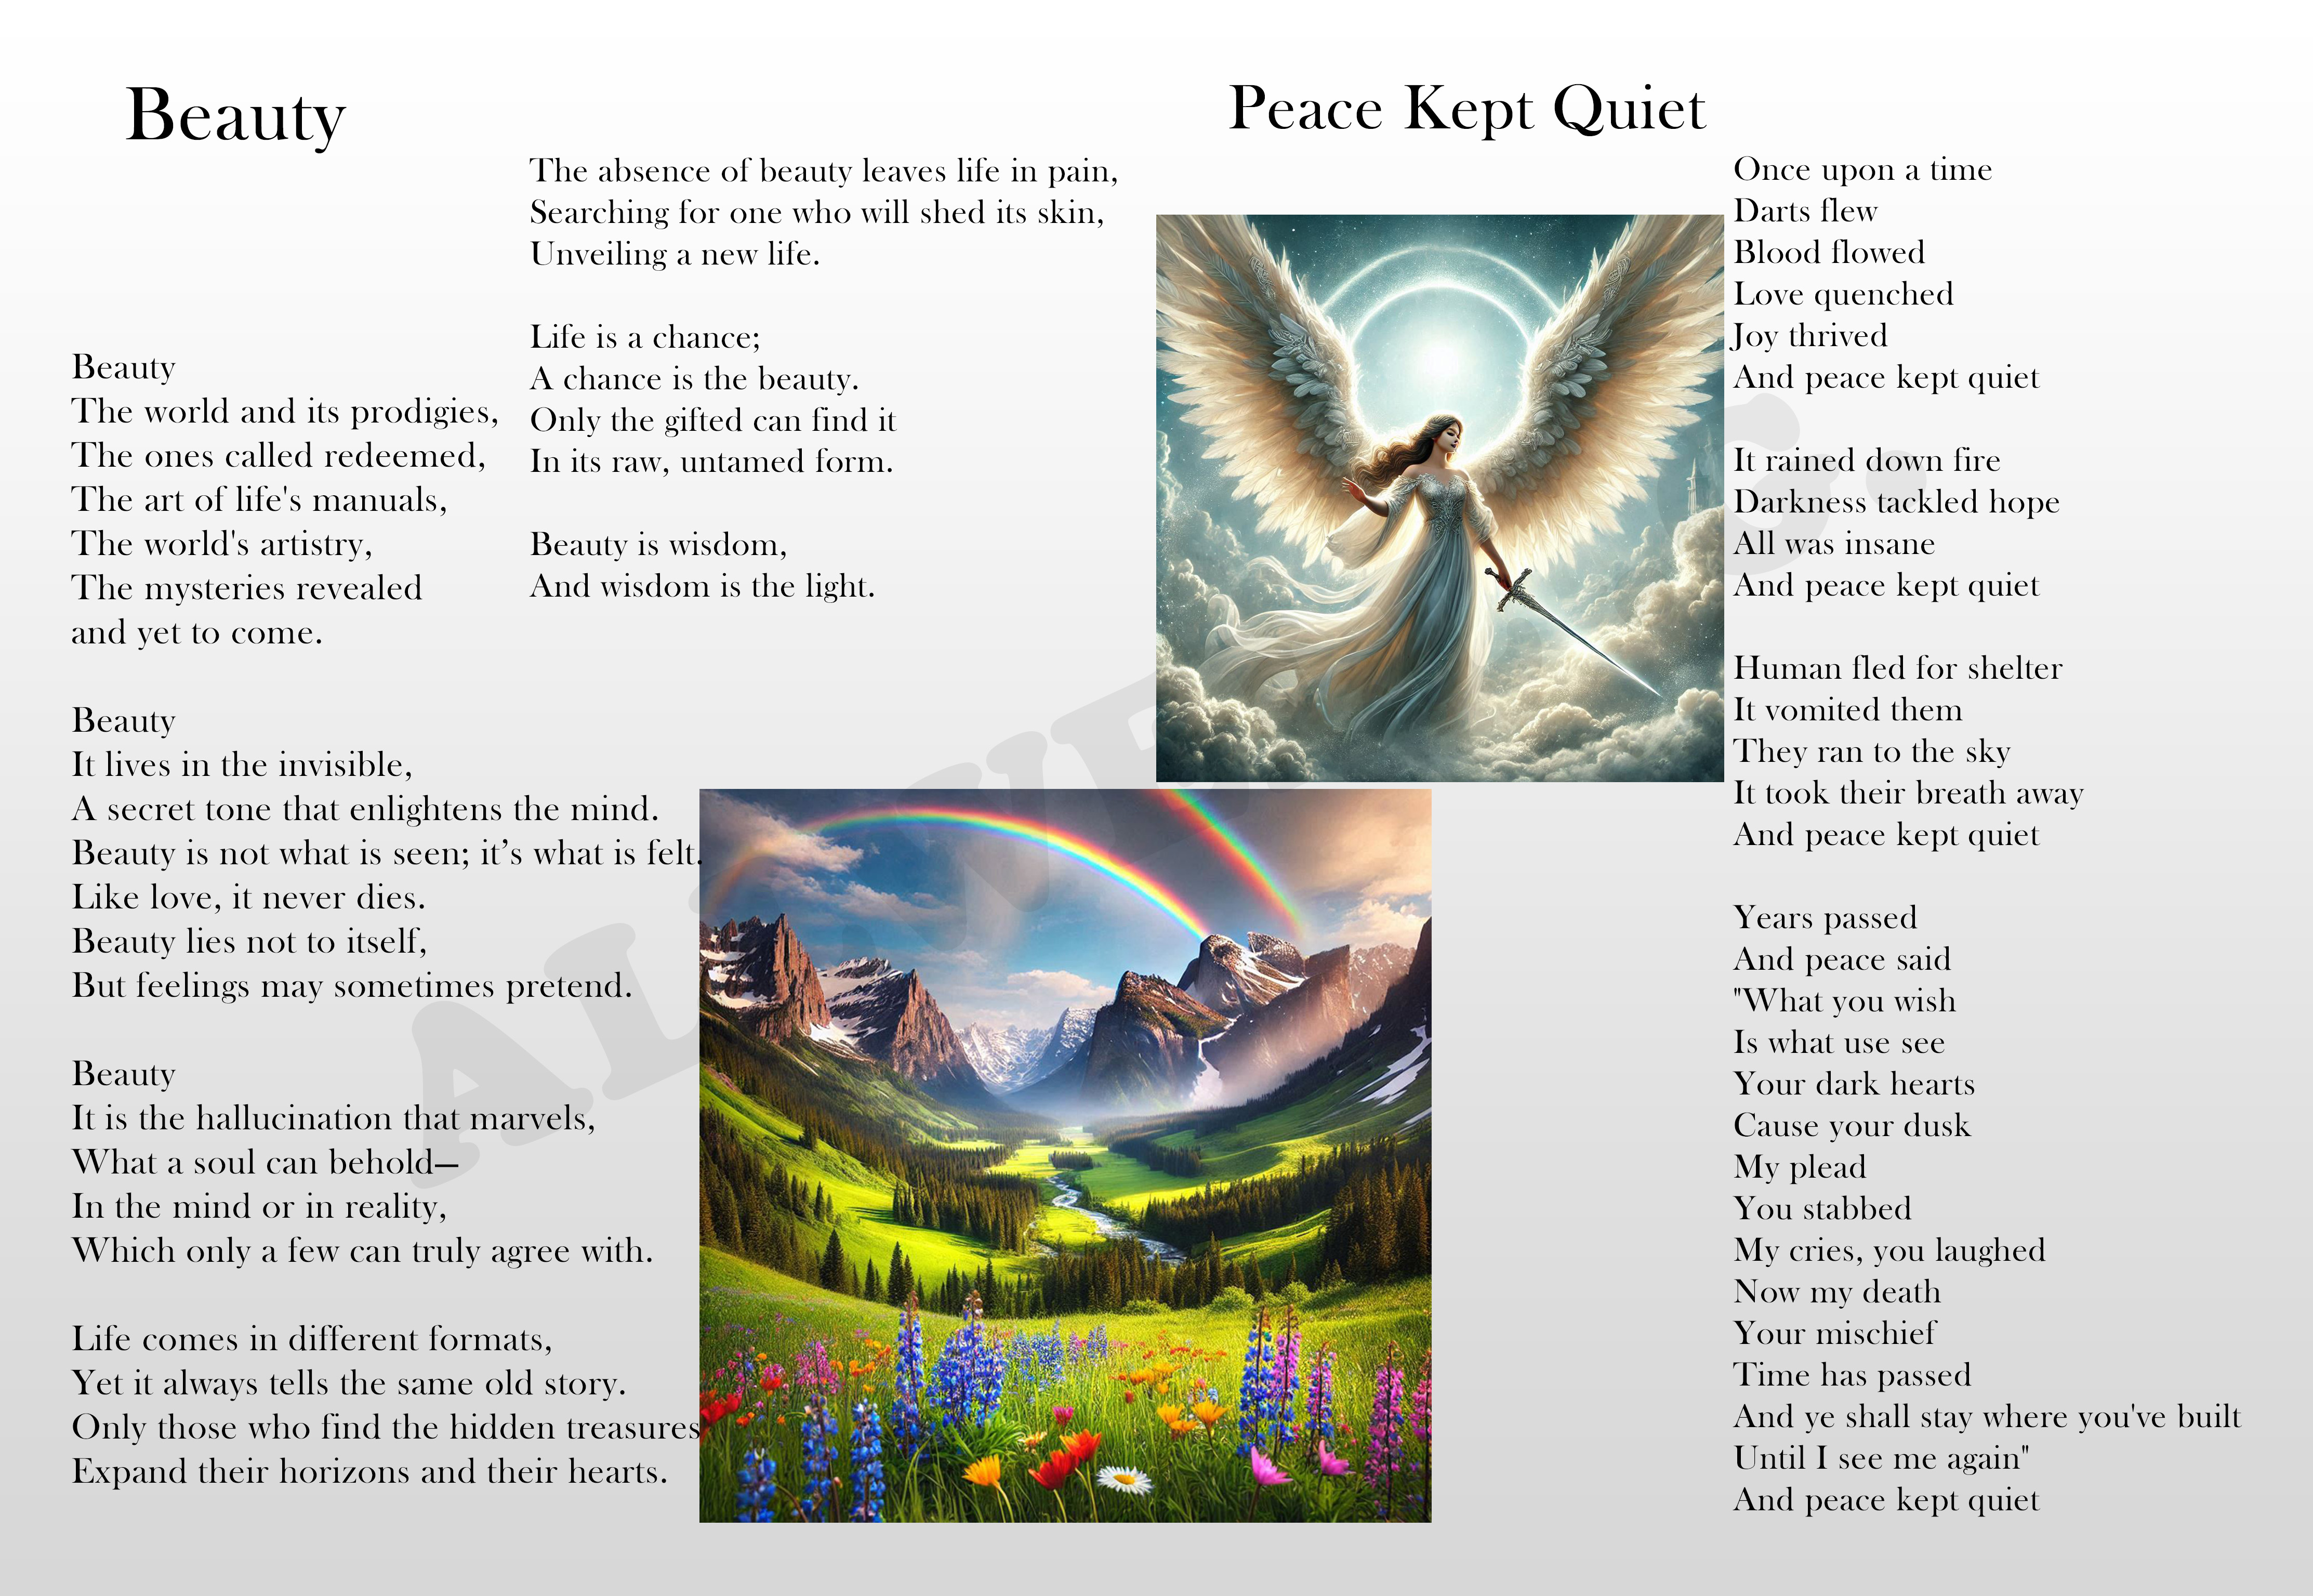 Beauty
Beauty
The world and its prodigies,
The ones called redeemed,
The art of life's manuals,
The world's artistry,
The mysteries revealed
and yet to come.
Beauty
It lives in the invisible,
A secret tone that enlightens the mind.
Beauty is not what is seen; it’s what is felt.
Like love, it never dies.
Beauty lies not to itself,
But feelings may sometimes pretend.
Beauty
It is the hallucination that marvels,
What a soul can behold—
In the mind or in reality,
Which only a few can truly agree with.
Life comes in different formats,
Yet it always tells the same old story.
Only those who find the hidden treasures
Expand their horizons and their hearts.
The absence of beauty leaves life in pain,
Searching for one who will shed its skin,
Unveiling a new life.
Life is a chance;
A chance is the beauty.
Only the gifted can find it
In its raw, untamed form.
Beauty is wisdom,
And wisdom is the light.
Peace Kept Quiet
Once upon a time
Darts flew
Blood flowed
Love quenched
Joy thrived
And peace kept quiet
It rained down fire
Darkness tackled hope
All was insane
And peace kept quiet
Human fled for shelter
It vomited them
They ran to the sky
It took their breath away
And peace kept quiet
Years passed
And peace said
"What you wish
Is what use see
Your dark hearts
Cause your dusk
My plead
You stabbed
My cries, you laughed
Now my death
Your mischief
Time has passed
And ye shall stay where you've built
Until I see me again"
And peace kept quiet